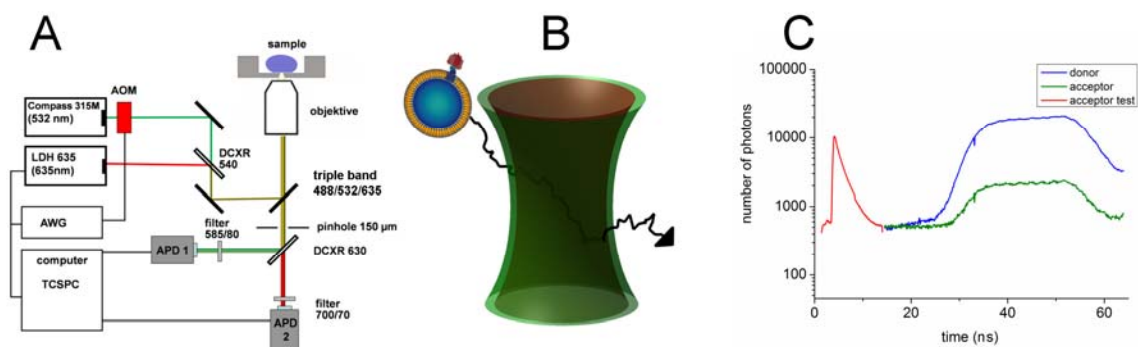 A
sample
AOM
Compass 315M
(532 nm)
objektive
LDH 635
(635nm)
DCXR
540
triple band
488/532/635
AWG
filter
585/80
pinhole 150 µm
APD 1
DCXR 630
computer
TCSPC
filter
700/70
APD
2
B
C
donor
acceptor
acceptor test
100000
10000
1000
100
number of photons
0
20
40
60
time (ns)